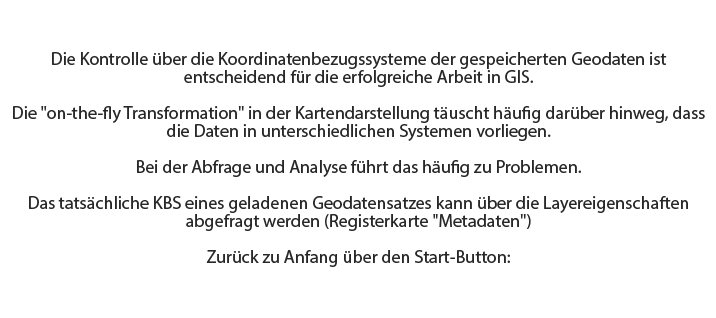 Die Kontrolle über die Koordinatenbezugssysteme der gespeicherten Geodaten ist
entscheidend für die erfolgreiche Arbeit in GIS.
Die "on-the-fly Transformation" in der Kartendarstellung täuscht häufig darüber hinweg, dass
die Daten in unterschiedlichen Systemen vorliegen.
Bei der Abfrage und Analyse führt das häufig zu Problemen.
Das tatsächliche KBS eines geladenen Geodatensatzes kann über die Layereigenschaften
abgefragt werden (Registerkarte "Metadaten")
Zurück zu Anfang über den Start-Button: